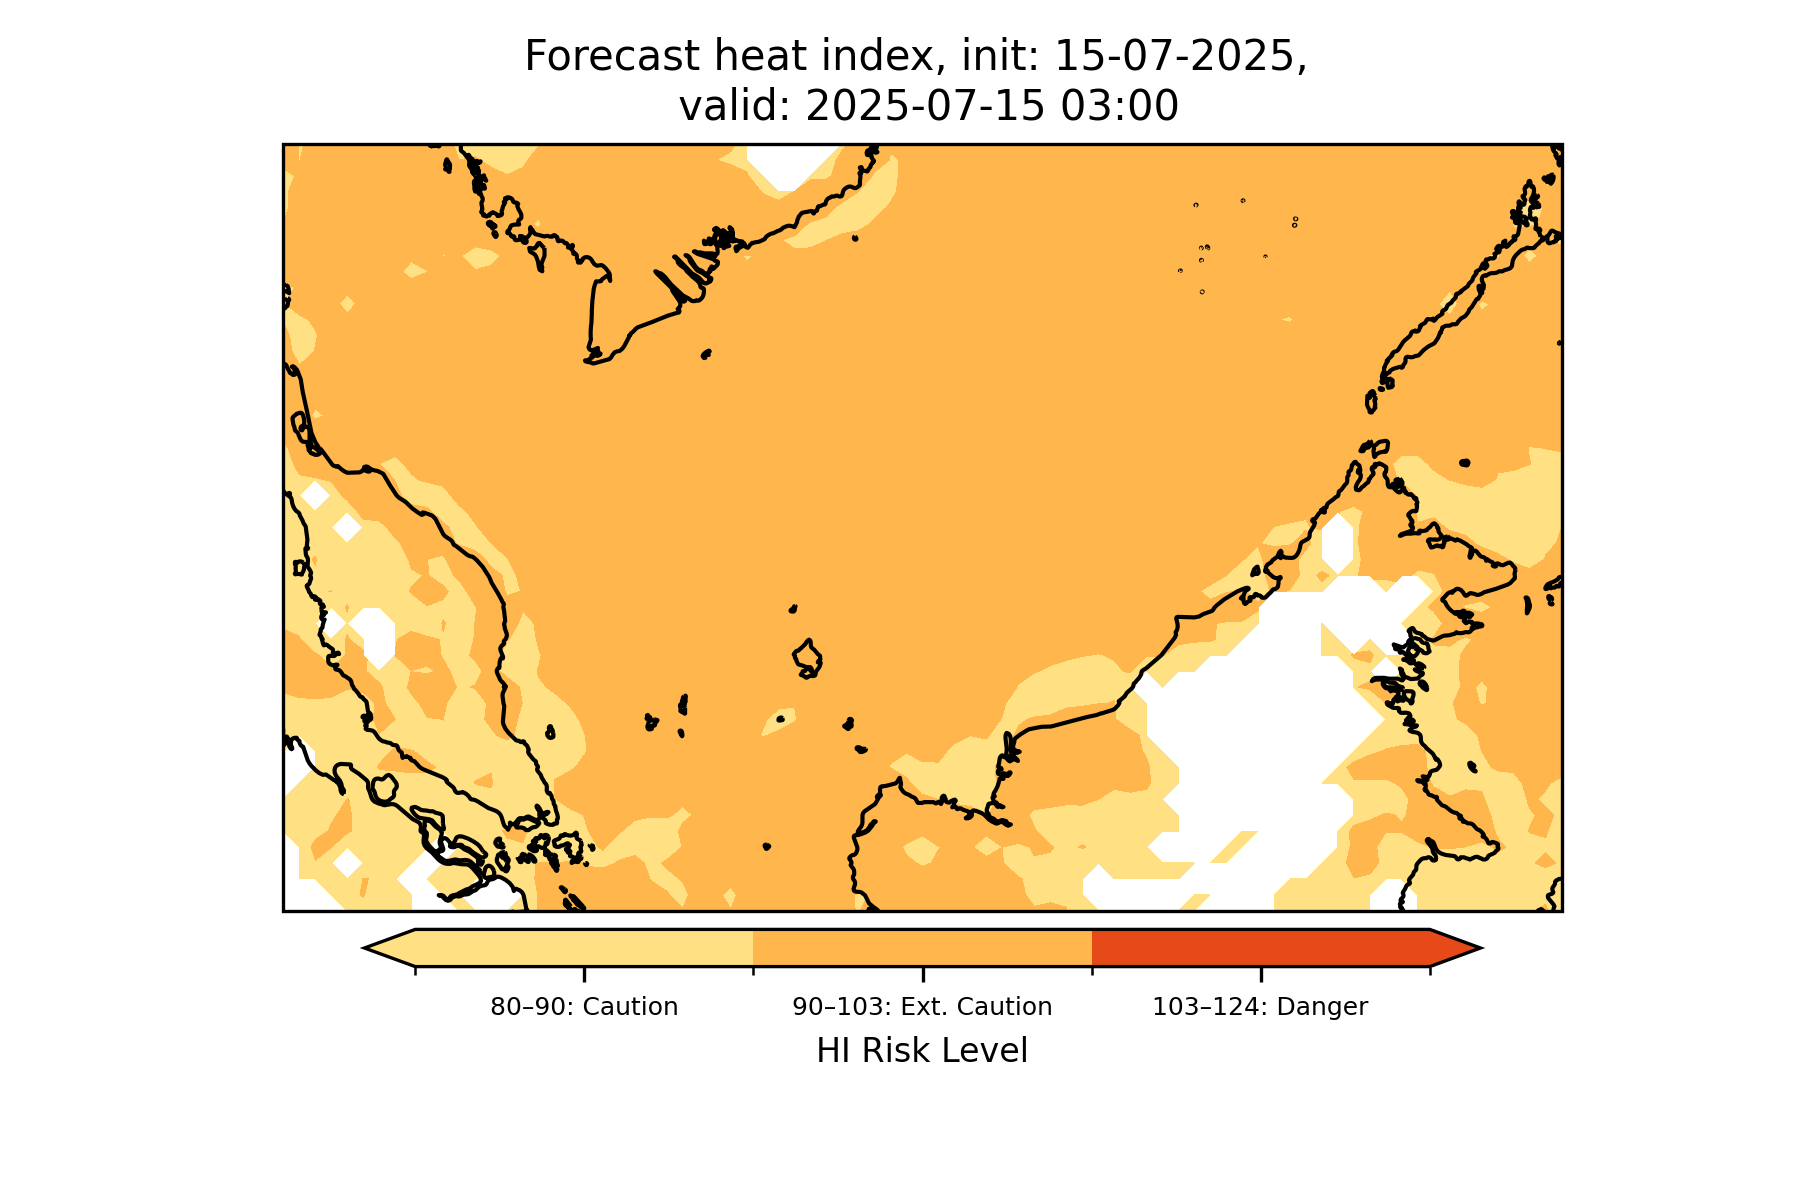 Forecast heat index, init: 15-07-2025,
valid: 2025-07-15 03:00
80–90: Caution
90–103: Ext. Caution
103–124: Danger
HI Risk Level